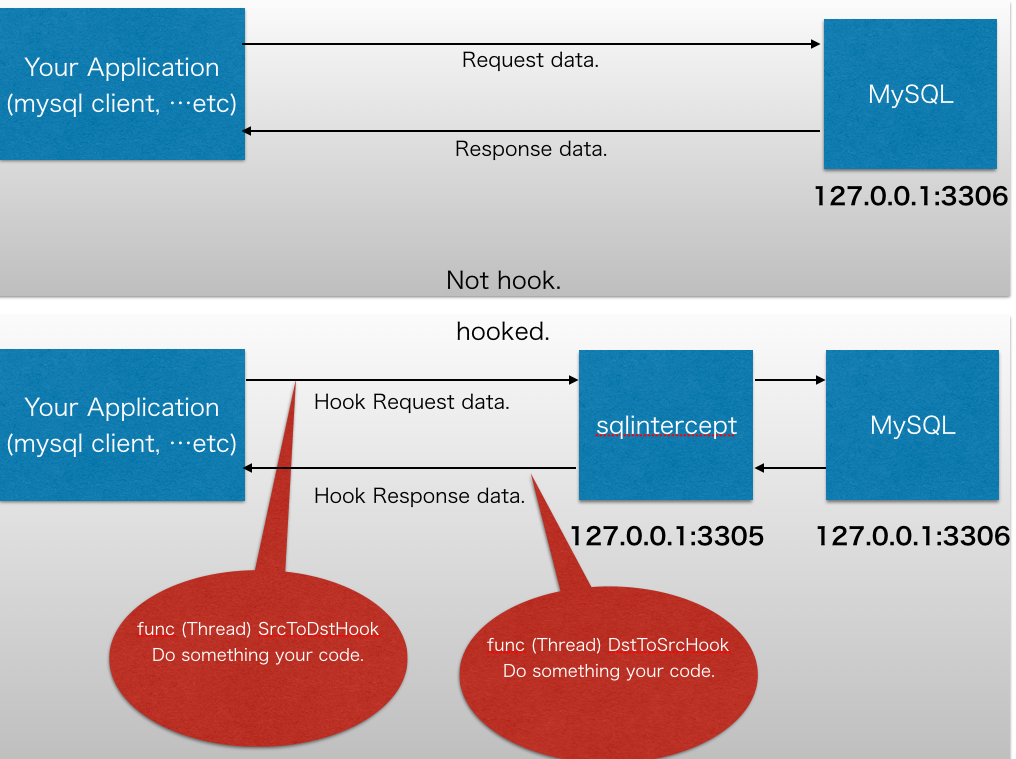 Your Application
(mysql client, …etc)
Request data.
Response data.
MySQL
127.0.0.1:3306
Not hook.
hooked.
Your Application
(mysql client, …etc)
Hook Request data.
Hook Response data.
sqlintercept
127.0.0.1:3305
MySQL
127.0.0.1:3306
func (Thread) SrcToDstHook
Do something your code.
func (Thread) DstToSrcHook
Do something your code.